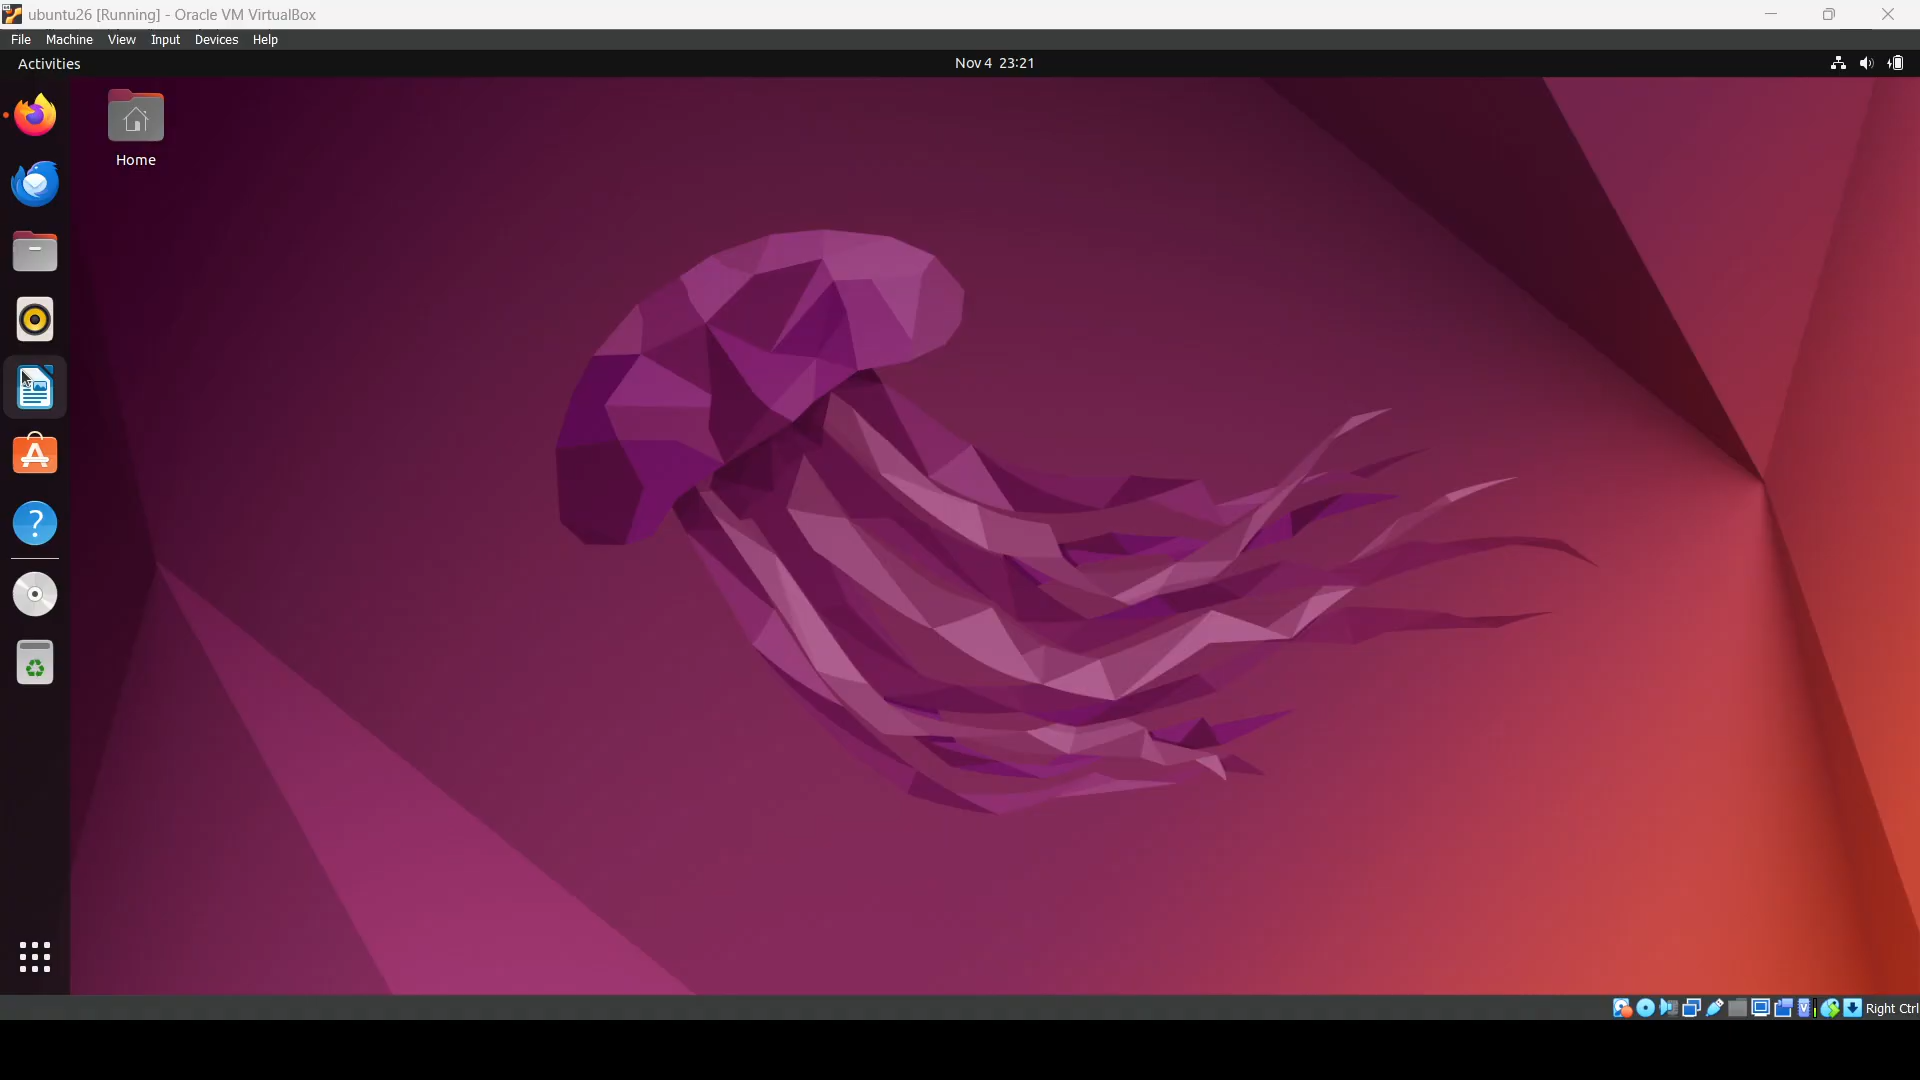 ubuntu26 [Running] - Oracle VM VirtualBox
File Machine View Input Devices Help
Activities
Nov 4 23:21
Home
Right Ctrl